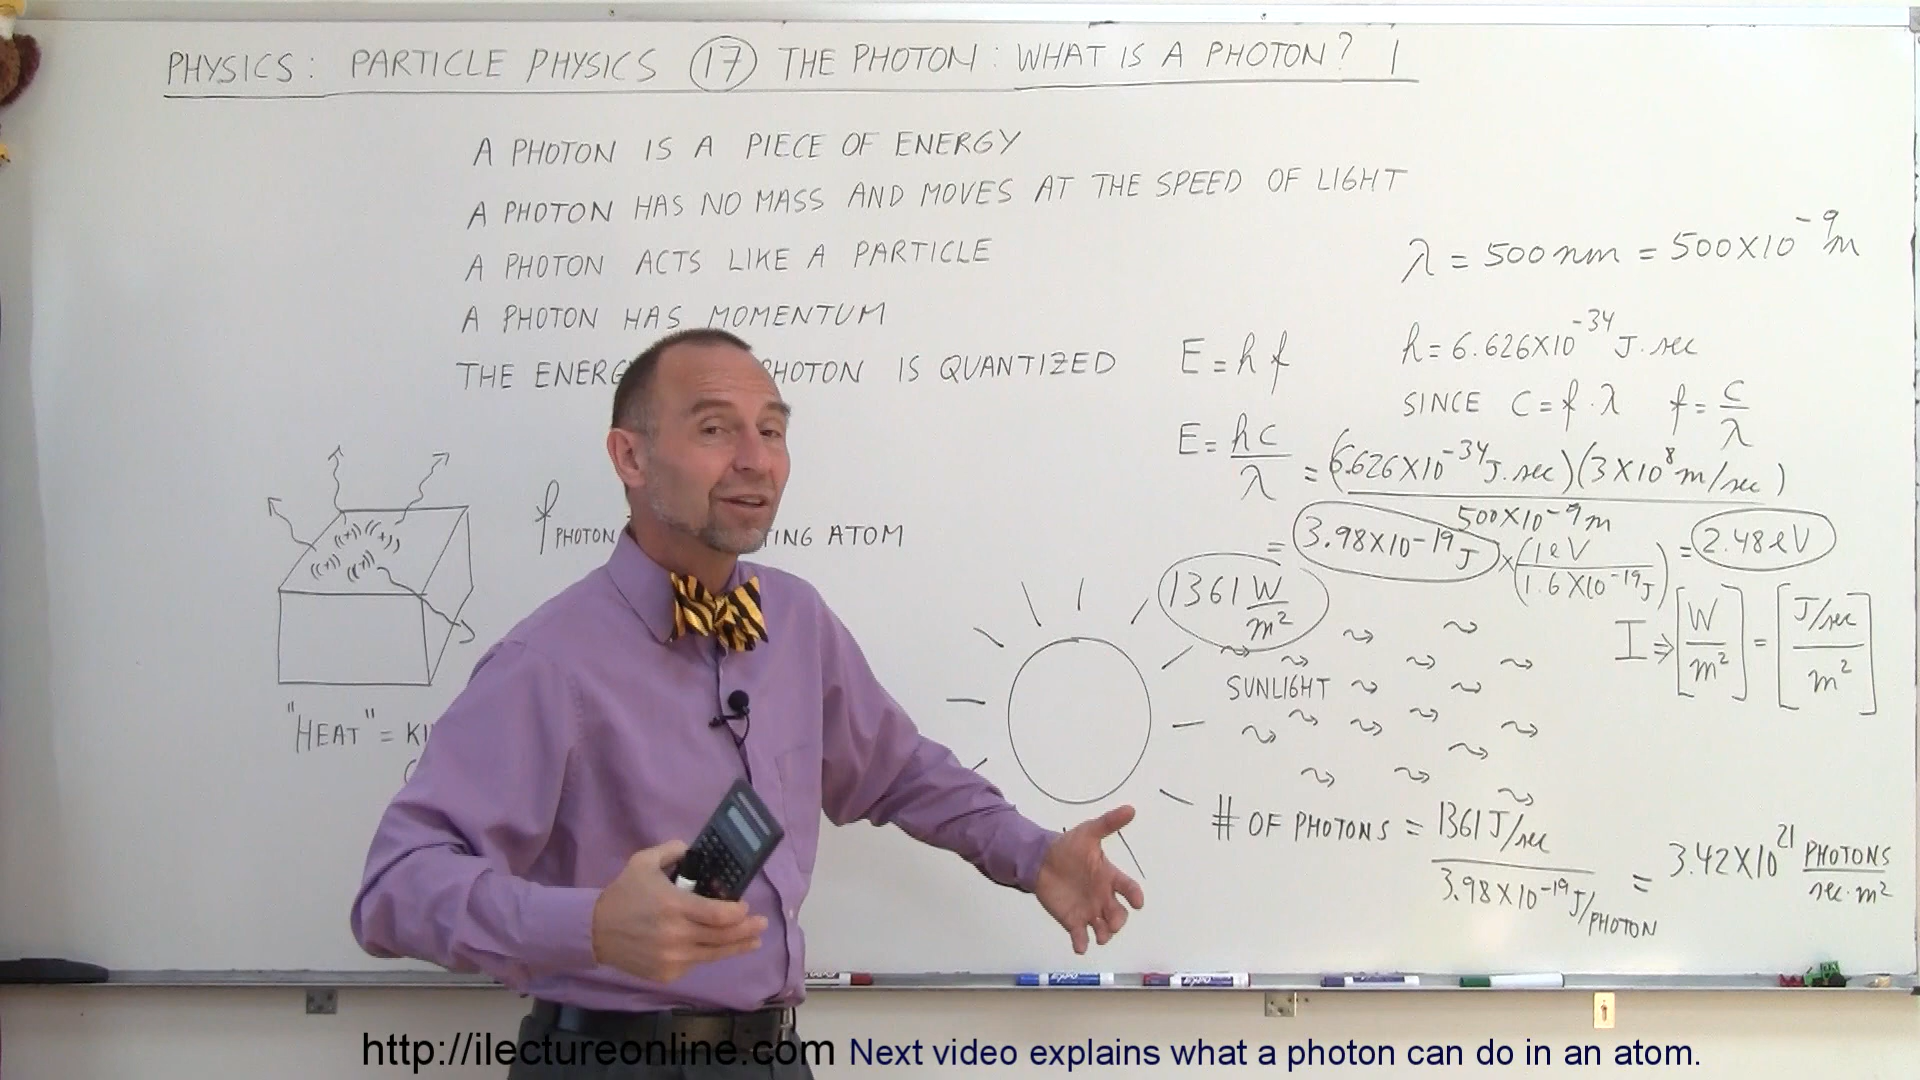 PHYSICS: PARTICLE PHYSICS 17 THE PHOTON: WHAT IS A PHOTON? 1
A PHOTON IS A PIECE OF ENERGY
A PHOTON HAS NO MASS AND MOVES AT THE SPEED OF LIGHT
A PHOTON ACTS LIKE A PARTICLE
A PHOTON HAS MOMENTUM
THE ENERG PHOTON IS QUANTIZED
f PHOTON TING ATOM
"HEAT" = KI
λ = 500 nm = 500×10⁻⁹ m
E = h f
h = 6.626×10⁻³⁴ J·sec
SINCE C = f·λ f = C/λ
E = hc/λ = (6.626×10⁻³⁴ J·sec)(3×10⁸ m/sec)
500×10⁻⁹ m
= 3.98×10⁻¹⁹ J × (1eV / 1.6×10⁻¹⁹ J) = 2.48 eV
1361 W/m²
I ⇒ [W/m²] = [J/sec / m²]
SUNLIGHT
# OF PHOTONS = 1361 J/sec / 3.98×10⁻¹⁹ J/PHOTON = 3.42×10²¹ PHOTONS/sec·m²
http://ilectureonline.com Next video explains what a photon can do in an atom.